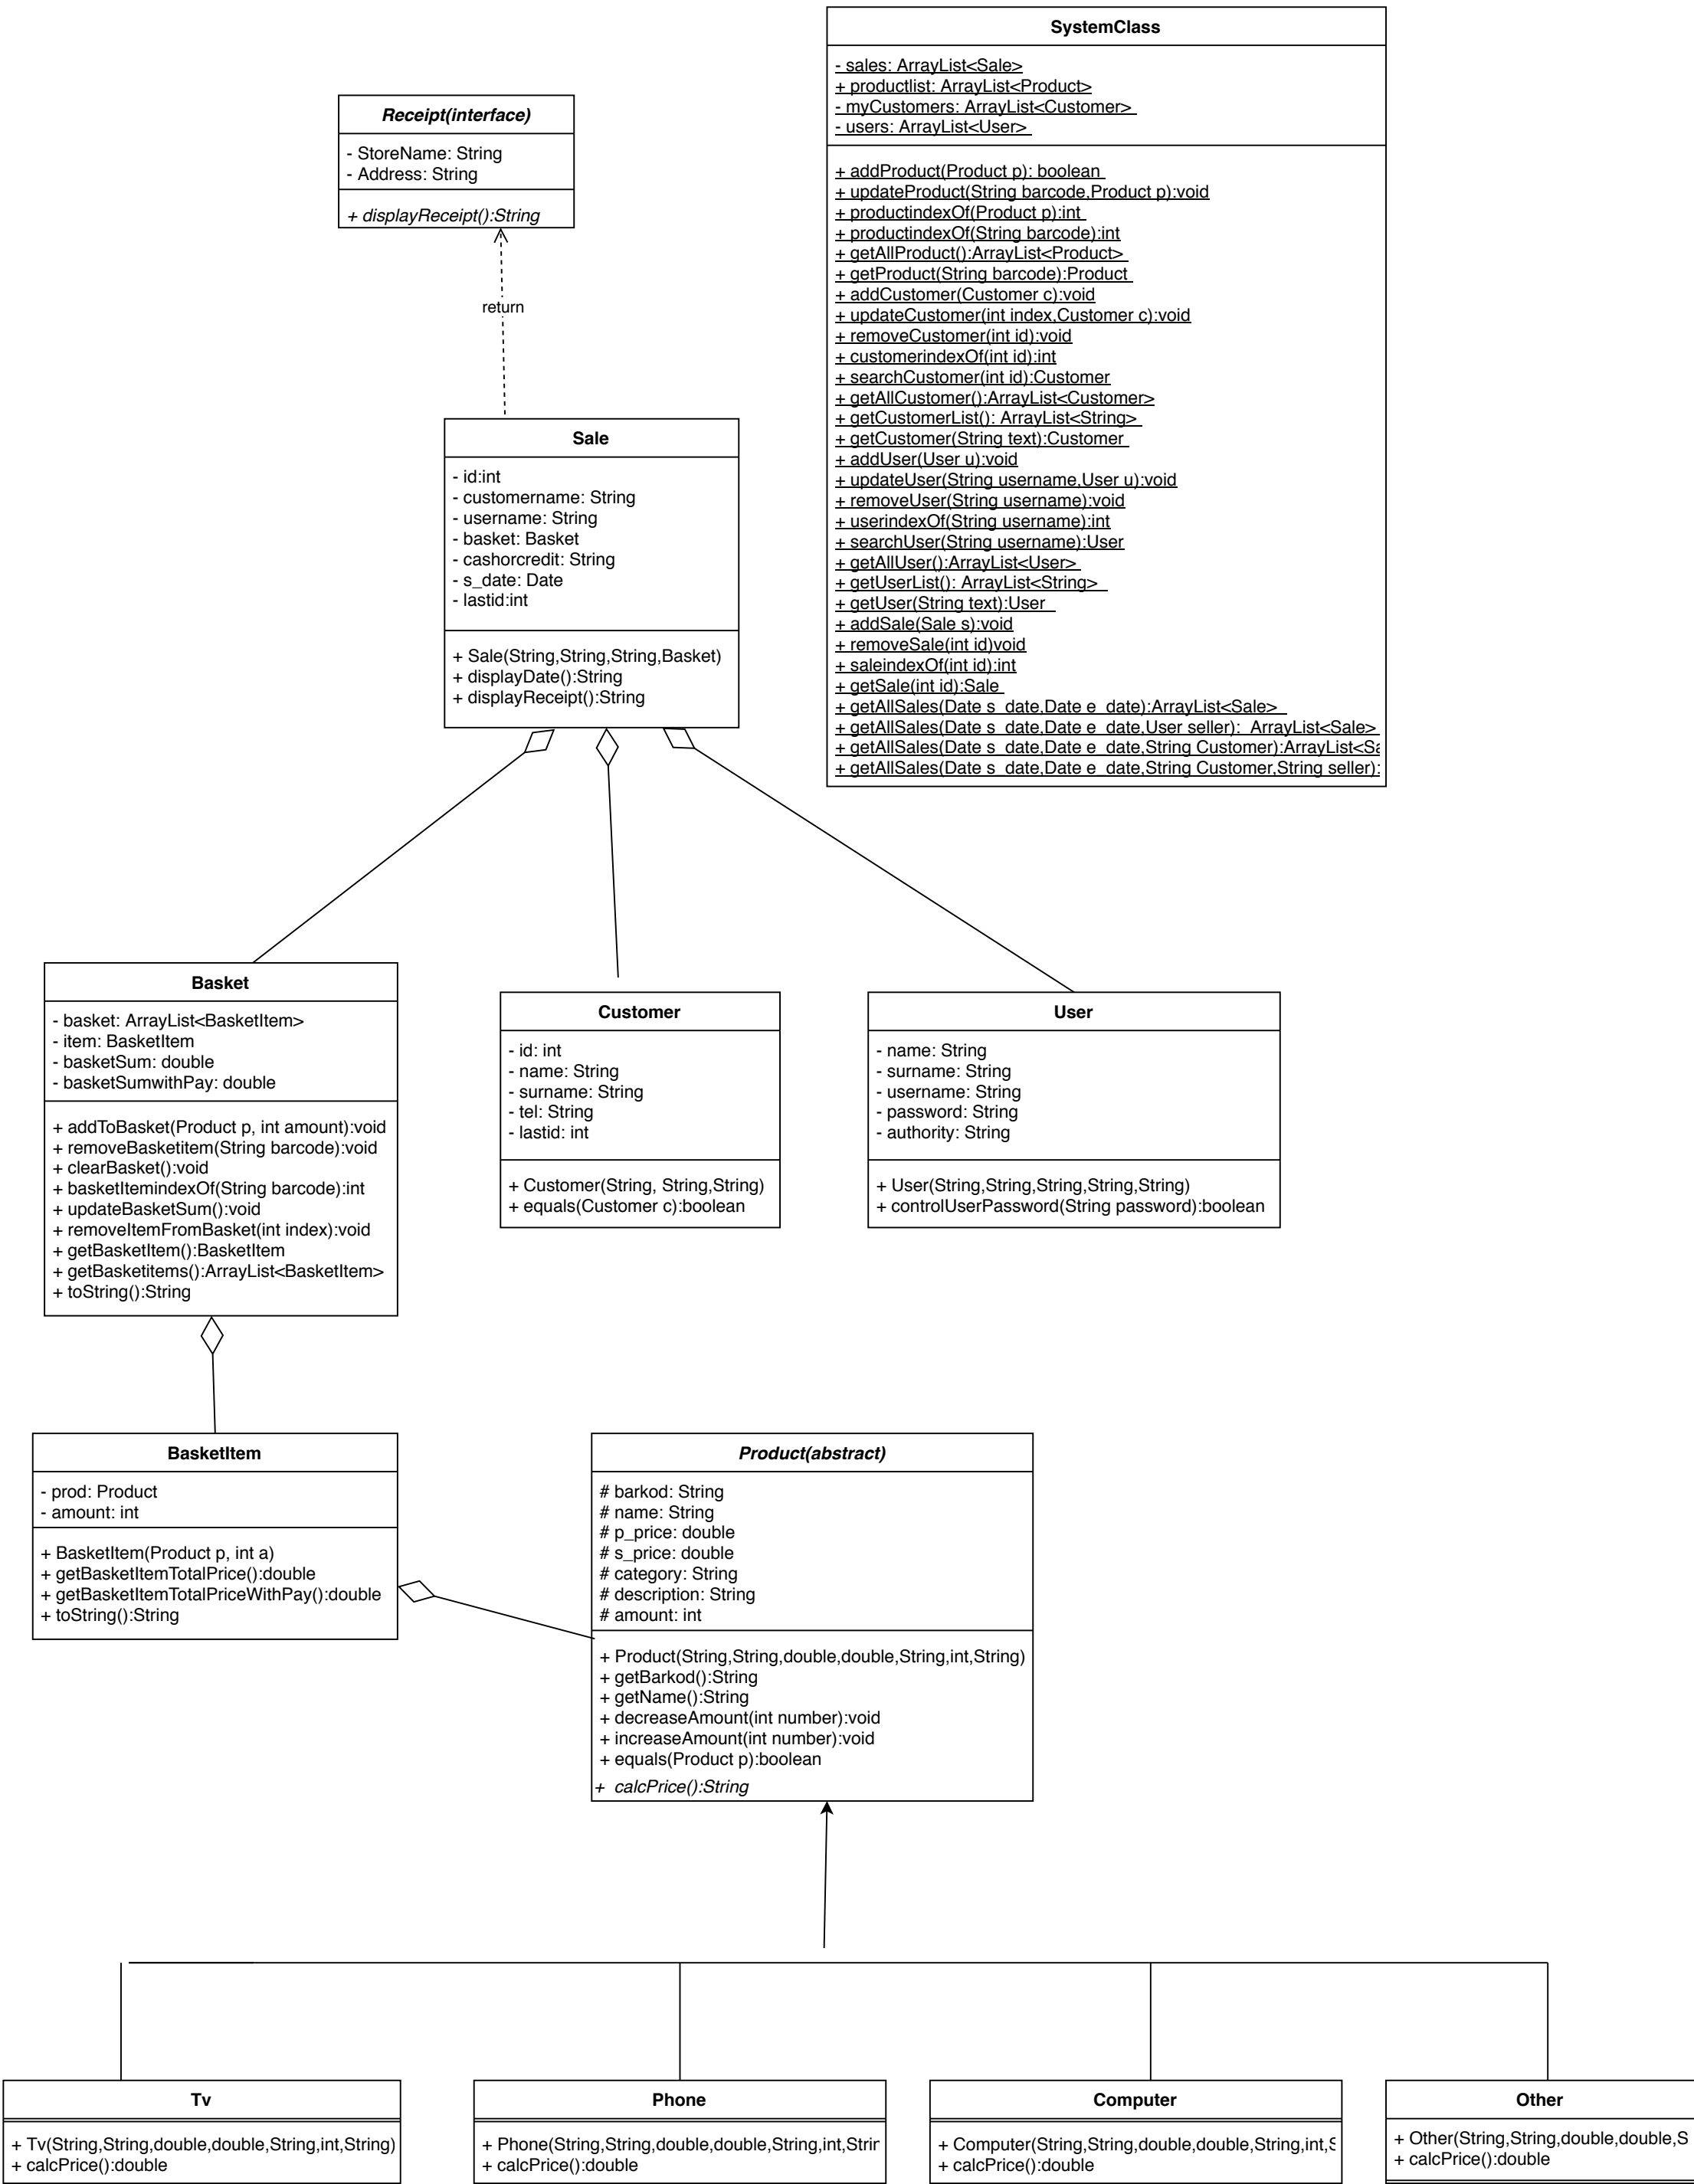 SystemClass
- sales: ArrayList<Sale>
+ productlist: ArrayList<Product>
- myCustomers: ArrayList<Customer>
- users: ArrayList<User>
+ addProduct(Product p): boolean
+ updateProduct(String barcode,Product p):void
+ productindexOf(Product p):int
+ productindexOf(String barcode):int
+ getAllProduct():ArrayList<Product>
+ getProduct(String barcode):Product
+ addCustomer(Customer c):void
+ updateCustomer(int index,Customer c):void
+ removeCustomer(int id):void
+ customerindexOf(int id):int
+ searchCustomer(int id):Customer
+ getAllCustomer():ArrayList<Customer>
+ getCustomerList(): ArrayList<String>
+ getCustomer(String text):Customer
+ addUser(User u):void
+ updateUser(String username,User u):void
+ removeUser(String username):void
+ userindexOf(String username):int
+ searchUser(String username):User
+ getAllUser():ArrayList<User>
+ getUserList(): ArrayList<String>
+ getUser(String text):User
+ addSale(Sale s):void
+ removeSale(int id)void
+ saleindexOf(int id):int
+ getSale(int id):Sale
+ getAllSales(Date s_date,Date e_date):ArrayList<Sale>
+ getAllSales(Date s_date,Date e_date,User seller): ArrayList<Sale>
+ getAllSales(Date s_date,Date e_date,String Customer):ArrayList<Sa
+ getAllSales(Date s_date,Date e_date,String Customer,String seller):
Receipt(interface)
- StoreName: String
- Address: String
+ displayReceipt():String
return
Sale
- id:int
- customername: String
- username: String
- basket: Basket
- cashorcredit: String
- s_date: Date
- lastid:int
+ Sale(String,String,String,Basket)
+ displayDate():String
+ displayReceipt():String
Basket
- basket: ArrayList<BasketItem>
- item: BasketItem
- basketSum: double
- basketSumwithPay: double
+ addToBasket(Product p, int amount):void
+ removeBasketitem(String barcode):void
+ clearBasket():void
+ basketItemindexOf(String barcode):int
+ updateBasketSum():void
+ removeItemFromBasket(int index):void
+ getBasketItem():BasketItem
+ getBasketitems():ArrayList<BasketItem>
+ toString():String
Customer
- id: int
- name: String
- surname: String
- tel: String
- lastid: int
+ Customer(String, String,String)
+ equals(Customer c):boolean
User
- name: String
- surname: String
- username: String
- password: String
- authority: String
+ User(String,String,String,String,String)
+ controlUserPassword(String password):boolean
BasketItem
- prod: Product
- amount: int
+ BasketItem(Product p, int a)
+ getBasketItemTotalPrice():double
+ getBasketItemTotalPriceWithPay():double
+ toString():String
Product(abstract)
# barkod: String
# name: String
# p_price: double
# s_price: double
# category: String
# description: String
# amount: int
+ Product(String,String,double,double,String,int,String)
+ getBarkod():String
+ getName():String
+ decreaseAmount(int number):void
+ increaseAmount(int number):void
+ equals(Product p):boolean
+ calcPrice():String
Tv
+ Tv(String,String,double,double,String,int,String)
+ calcPrice():double
Phone
+ Phone(String,String,double,double,String,int,Strin
+ calcPrice():double
Computer
+ Computer(String,String,double,double,String,int,S
+ calcPrice():double
Other
+ Other(String,String,double,double,S
+ calcPrice():double